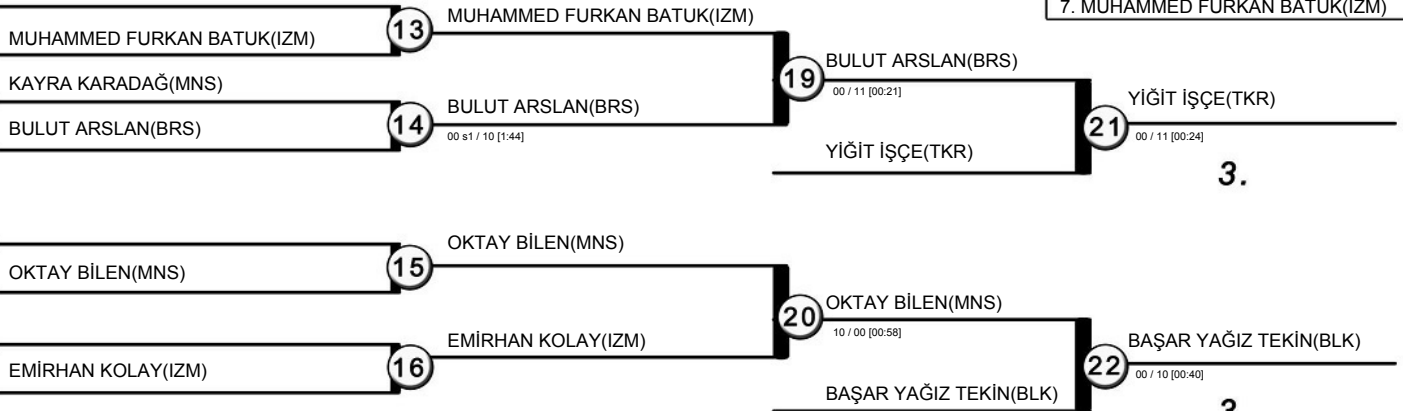 7. MUHAMMED FURKAN BATUK(IZM)
MUHAMMED FURKAN BATUK(IZM)
13
MUHAMMED FURKAN BATUK(IZM)
KAYRA KARADAĞ(MNS)
BULUT ARSLAN(BRS)
14
BULUT ARSLAN(BRS)
00 s1 / 10 [1:44]
19
BULUT ARSLAN(BRS)
00 / 11 [00:21]
YİĞİT İŞÇE(TKR)
21
YİĞİT İŞÇE(TKR)
00 / 11 [00:24]
3.
OKTAY BİLEN(MNS)
15
OKTAY BİLEN(MNS)
EMİRHAN KOLAY(IZM)
16
EMİRHAN KOLAY(IZM)
20
OKTAY BİLEN(MNS)
10 / 00 [00:58]
BAŞAR YAĞIZ TEKİN(BLK)
22
BAŞAR YAĞIZ TEKİN(BLK)
00 / 10 [00:40]
3